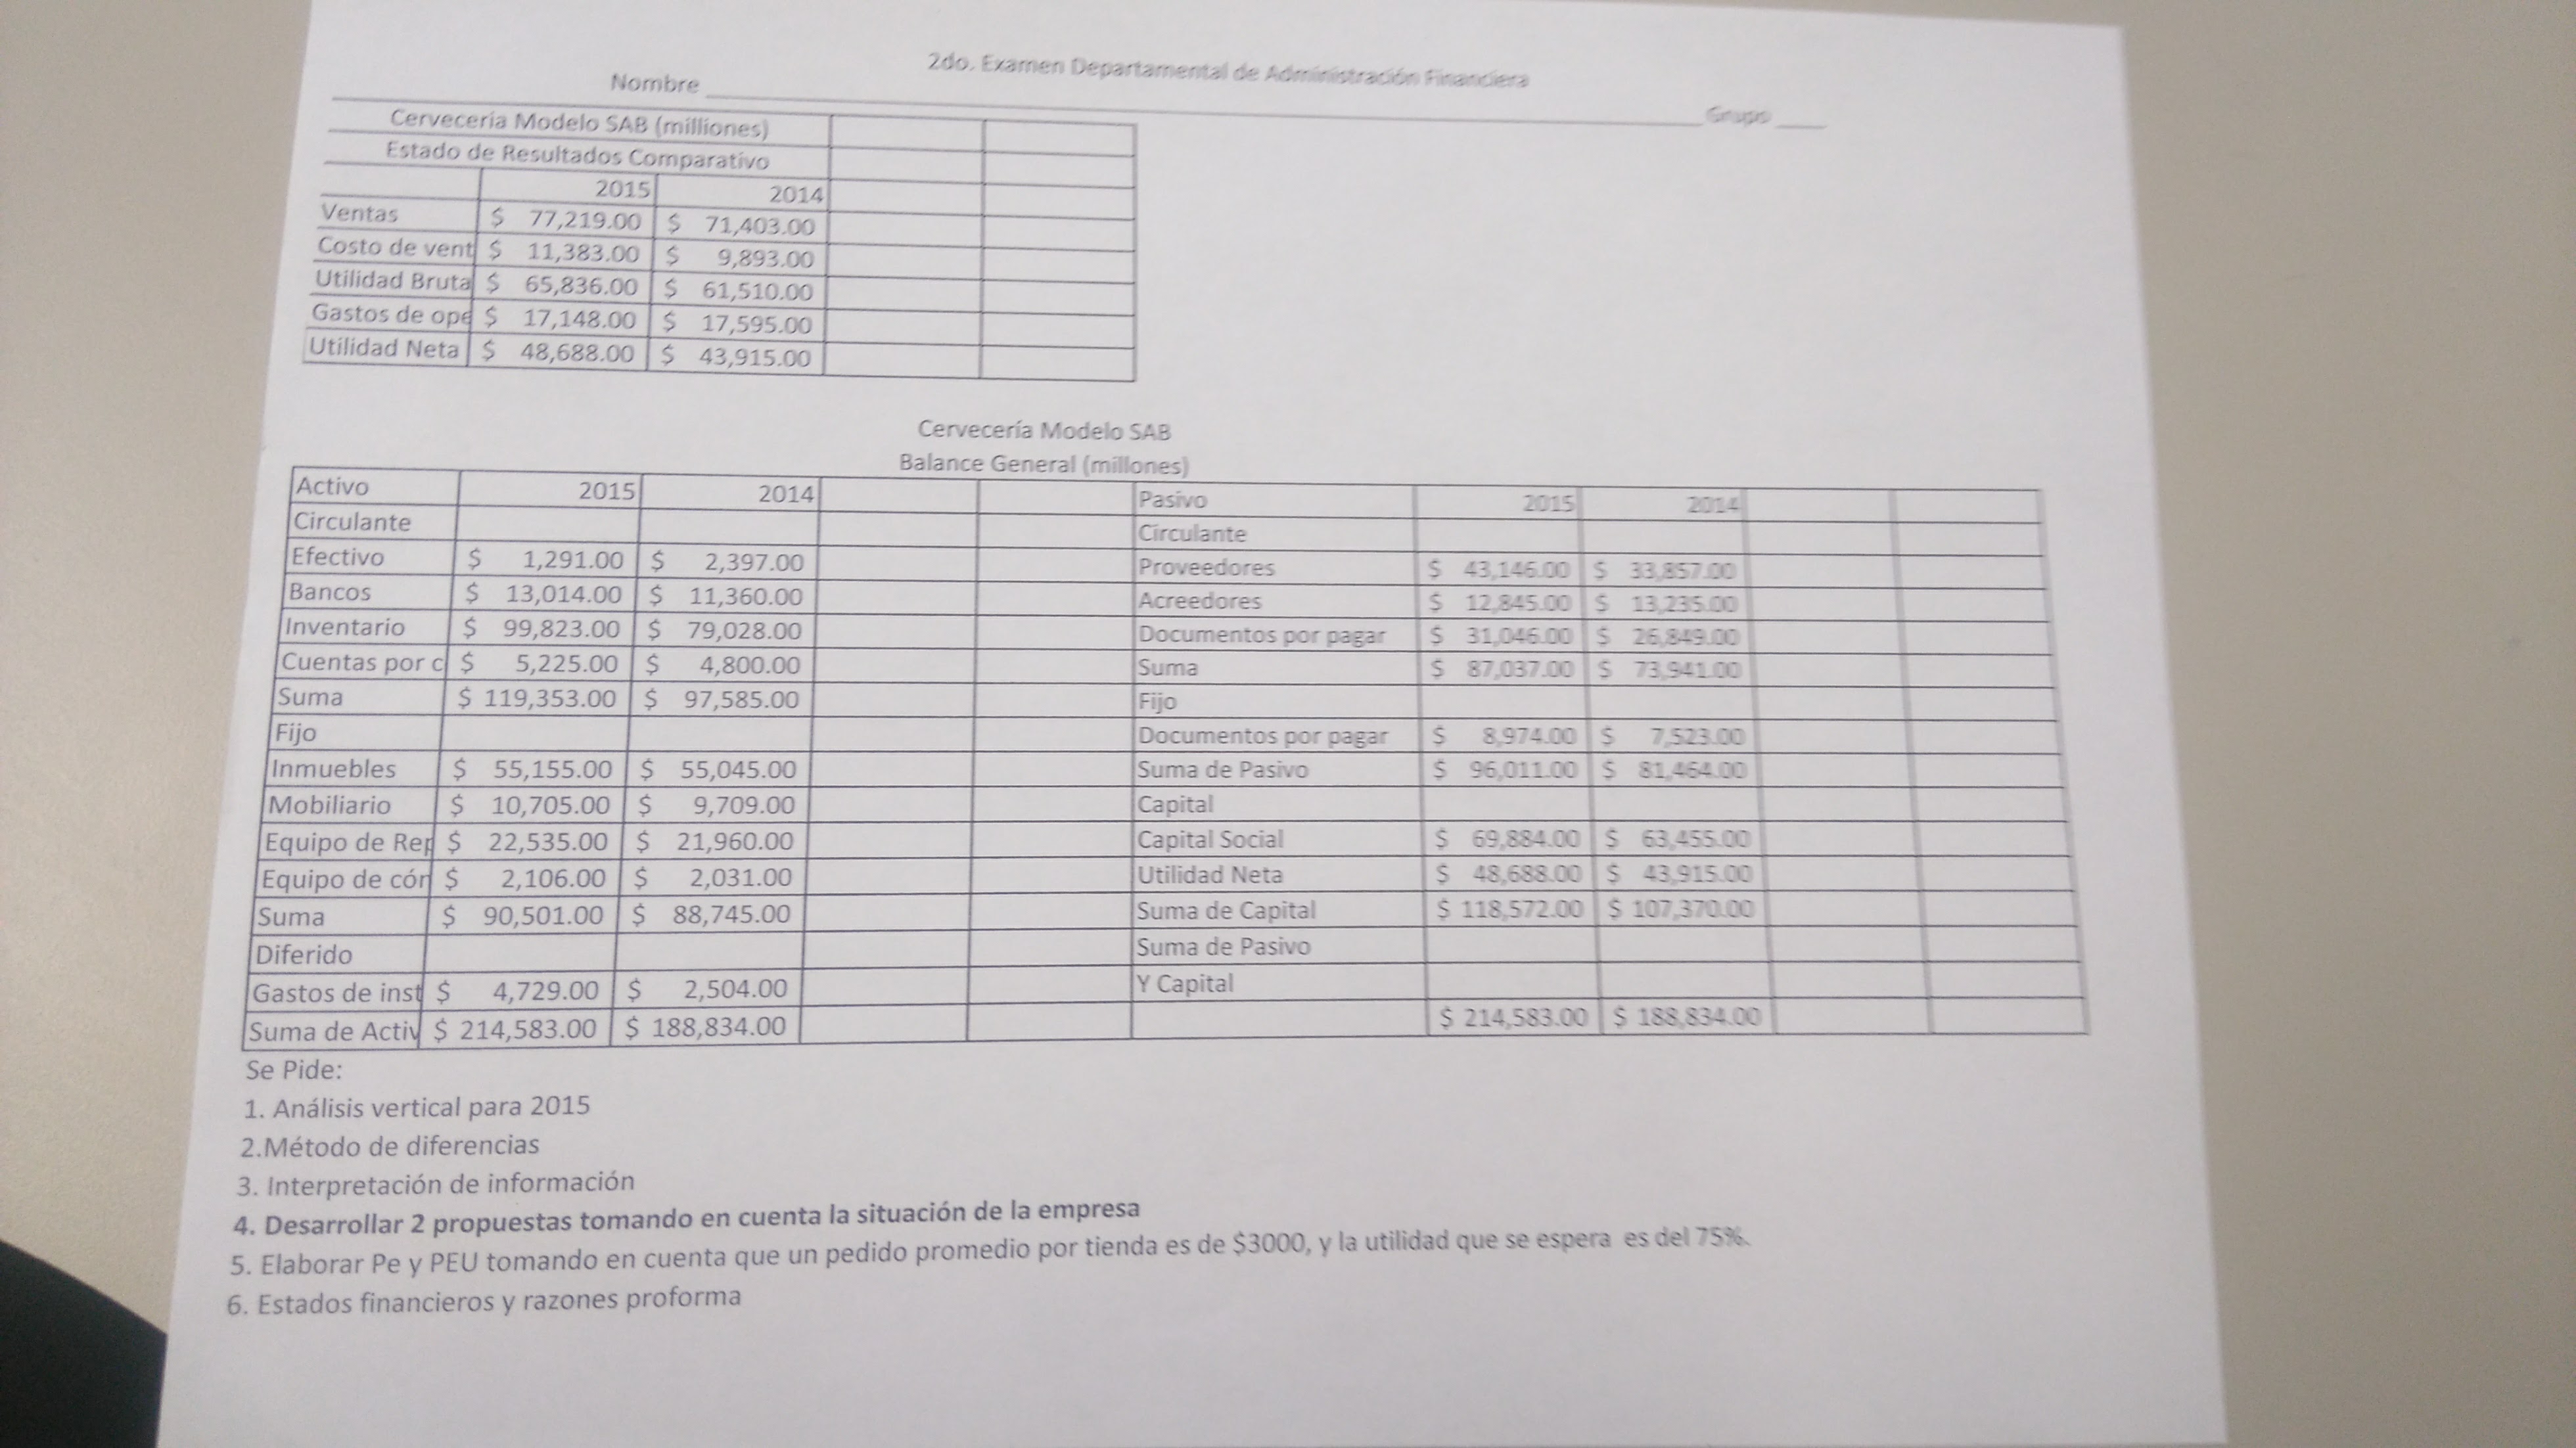 2do. Examen Departamental de Administración Financiera
Nombre Grupo
Cervecería Modelo SAB (milliones)
Estado de Resultados Comparativo
2015 2014
Ventas $ 77,219.00 $ 71,403.00
Costo de vent $ 11,383.00 $ 9,893.00
Utilidad Bruta $ 65,836.00 $ 61,510.00
Gastos de ope $ 17,148.00 $ 17,595.00
Utilidad Neta $ 48,688.00 $ 43,915.00
Cervecería Modelo SAB
Balance General (millones)
Activo 2015 2014 Pasivo 2015 2014
Circulante Circulante
Efectivo $ 1,291.00 $ 2,397.00 Proveedores $ 43,146.00 $ 33,857.00
Bancos $ 13,014.00 $ 11,360.00 Acreedores $ 12,845.00 $ 13,235.00
Inventario $ 99,823.00 $ 79,028.00 Documentos por pagar $ 31,046.00 $ 26,849.00
Cuentas por c $ 5,225.00 $ 4,800.00 Suma $ 87,037.00 $ 73,941.00
Suma $ 119,353.00 $ 97,585.00 Fijo
Fijo Documentos por pagar $ 8,974.00 $ 7,523.00
Inmuebles $ 55,155.00 $ 55,045.00 Suma de Pasivo $ 96,011.00 $ 81,464.00
Mobiliario $ 10,705.00 $ 9,709.00 Capital
Equipo de Rep $ 22,535.00 $ 21,960.00 Capital Social $ 69,884.00 $ 63,455.00
Equipo de cóm $ 2,106.00 $ 2,031.00 Utilidad Neta $ 48,688.00 $ 43,915.00
Suma $ 90,501.00 $ 88,745.00 Suma de Capital $ 118,572.00 $ 107,370.00
Diferido Suma de Pasivo
Gastos de inst $ 4,729.00 $ 2,504.00 Y Capital
Suma de Activ $ 214,583.00 $ 188,834.00 $ 214,583.00 $ 188,834.00
Se Pide:
1. Análisis vertical para 2015
2.Método de diferencias
3. Interpretación de información
4. Desarrollar 2 propuestas tomando en cuenta la situación de la empresa
5. Elaborar Pe y PEU tomando en cuenta que un pedido promedio por tienda es de $3000, y la utilidad que se espera es del 75%.
6. Estados financieros y razones proforma